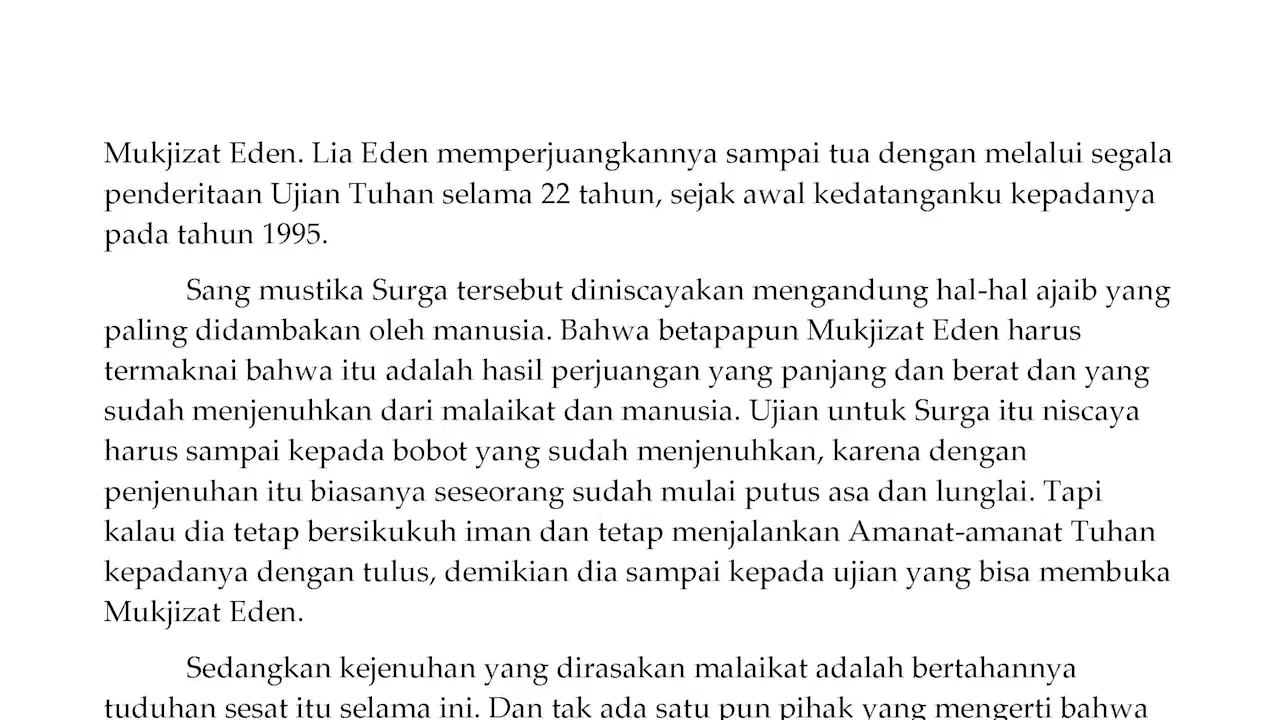 Mukjizat Eden. Lia Eden memperjuangkannya sampai tua dengan melalui segala
penderitaan Ujian Tuhan selama 22 tahun, sejak awal kedatanganku kepadanya
pada tahun 1995.
Sang mustika Surga tersebut diniscayakan mengandung hal-hal ajaib yang
paling didambakan oleh manusia. Bahwa betapapun Mukjizat Eden harus
termaknai bahwa itu adalah hasil perjuangan yang panjang dan berat dan yang
sudah menjenuhkan dari malaikat dan manusia. Ujian untuk Surga itu niscaya
harus sampai kepada bobot yang sudah menjenuhkan, karena dengan
penjenuhan itu biasanya seseorang sudah mulai putus asa dan lunglai. Tapi
kalau dia tetap bersikukuh iman dan tetap menjalankan Amanat-amanat Tuhan
kepadanya dengan tulus, demikian dia sampai kepada ujian yang bisa membuka
Mukjizat Eden.
Sedangkan kejenuhan yang dirasakan malaikat adalah bertahannya
tuduhan sesat itu selama ini. Dan tak ada satu pun pihak yang mengerti bahwa